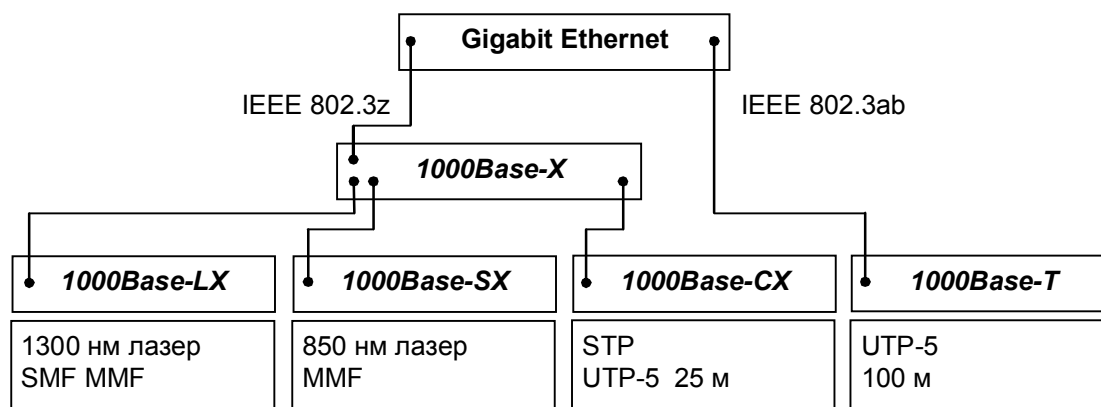 Gigabit Ethernet
IEEE 802.3z
IEEE 802.3ab
1000Base-X
1000Base-LX
1000Base-SX
1000Base-CX
1000Base-T
1300 нм лазер
SMF MMF
850 нм лазер
MMF
STP
UTP-5 25 м
UTP-5
100 м